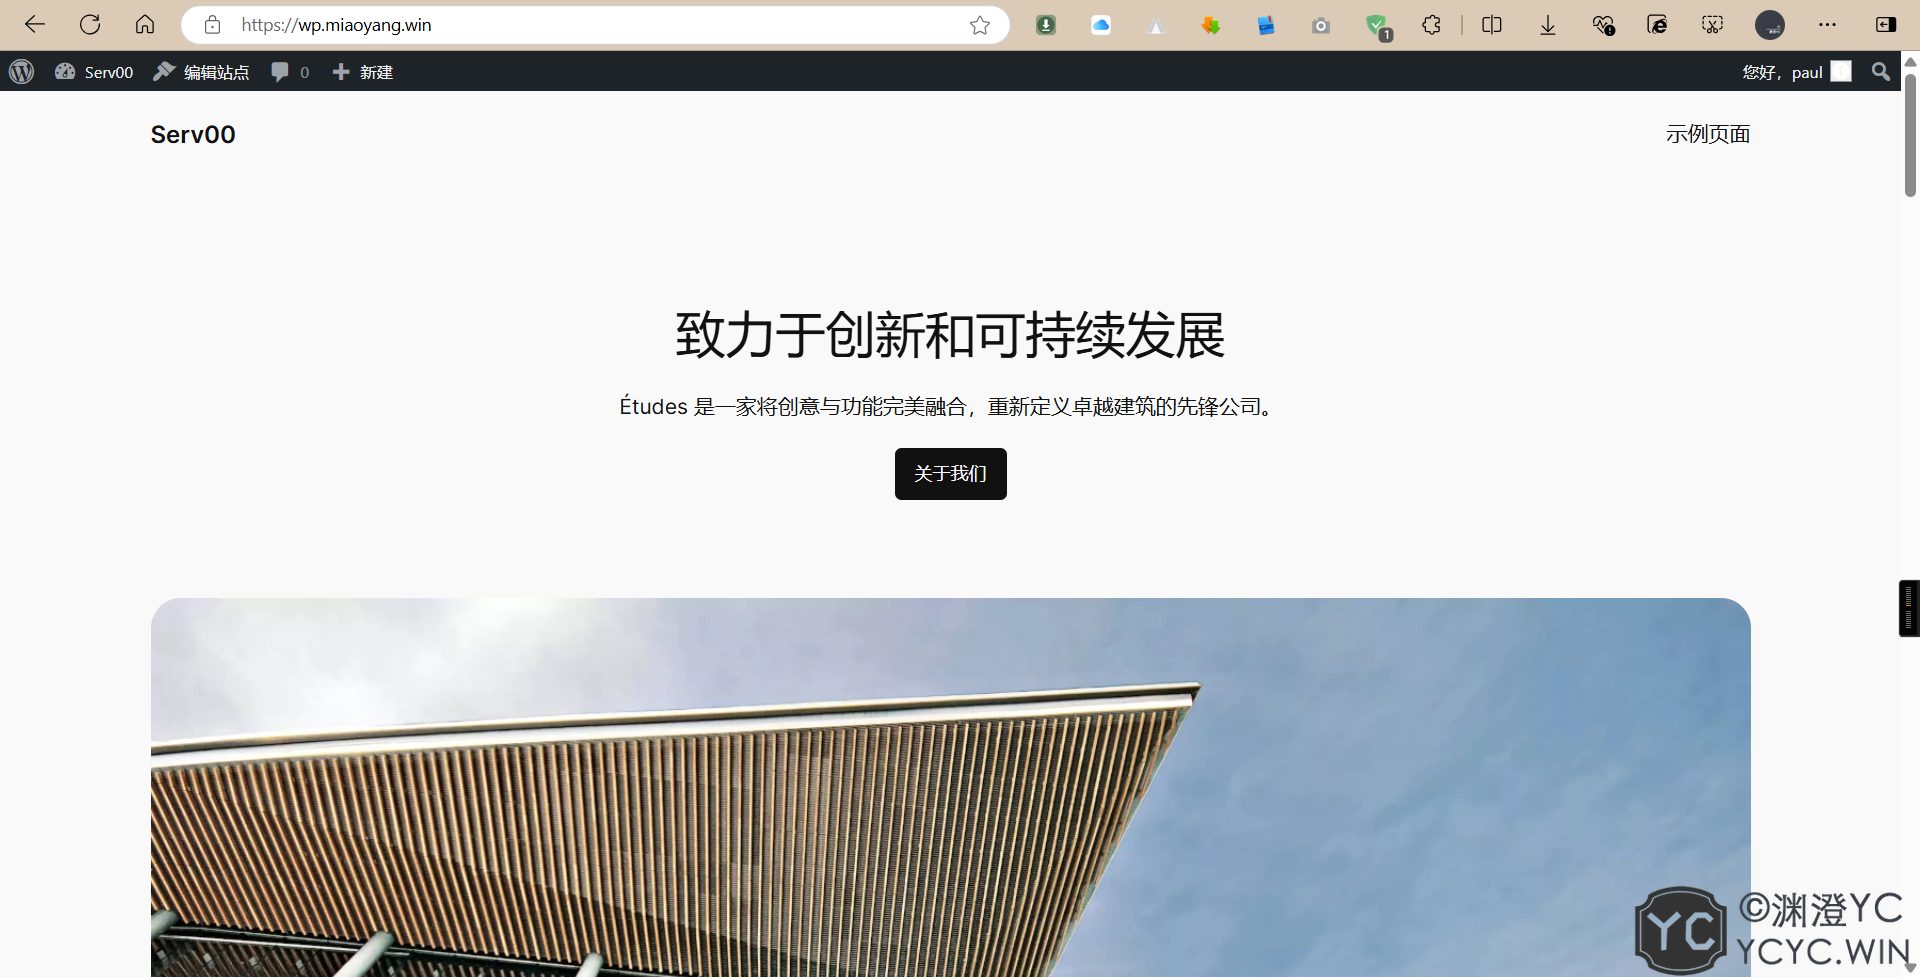 https://wp.miaoyang.win
1
Serv00
编辑站点
0
新建
您好，paul
Serv00
示例页面
致力于创新和可持续发展
Études 是一家将创意与功能完美融合，重新定义卓越建筑的先锋公司。
关于我们
YC
©渊澄YC
YCYC.WIN